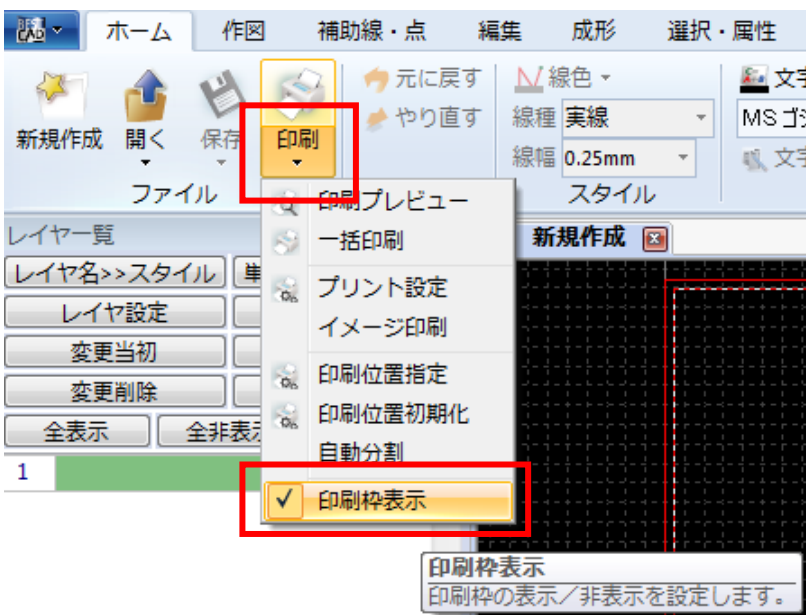 CAD
ホーム 作図 補助線・点 編集 成形 選択・属性
元に戻す 線色 文字
新規作成 開く 保存 印刷 やり直す 線種 実線 MS ゴシ
線幅 0.25mm 文字
ファイル スタイル
印刷プレビュー
レイヤ一覧 一括印刷 新規作成
レイヤ名>>スタイル 単 プリント設定
レイヤ設定 イメージ印刷
変更当初 印刷位置指定
変更削除 印刷位置初期化
全表示 全非表示 自動分割
1 印刷枠表示
印刷枠表示
印刷枠の表示/非表示を設定します。